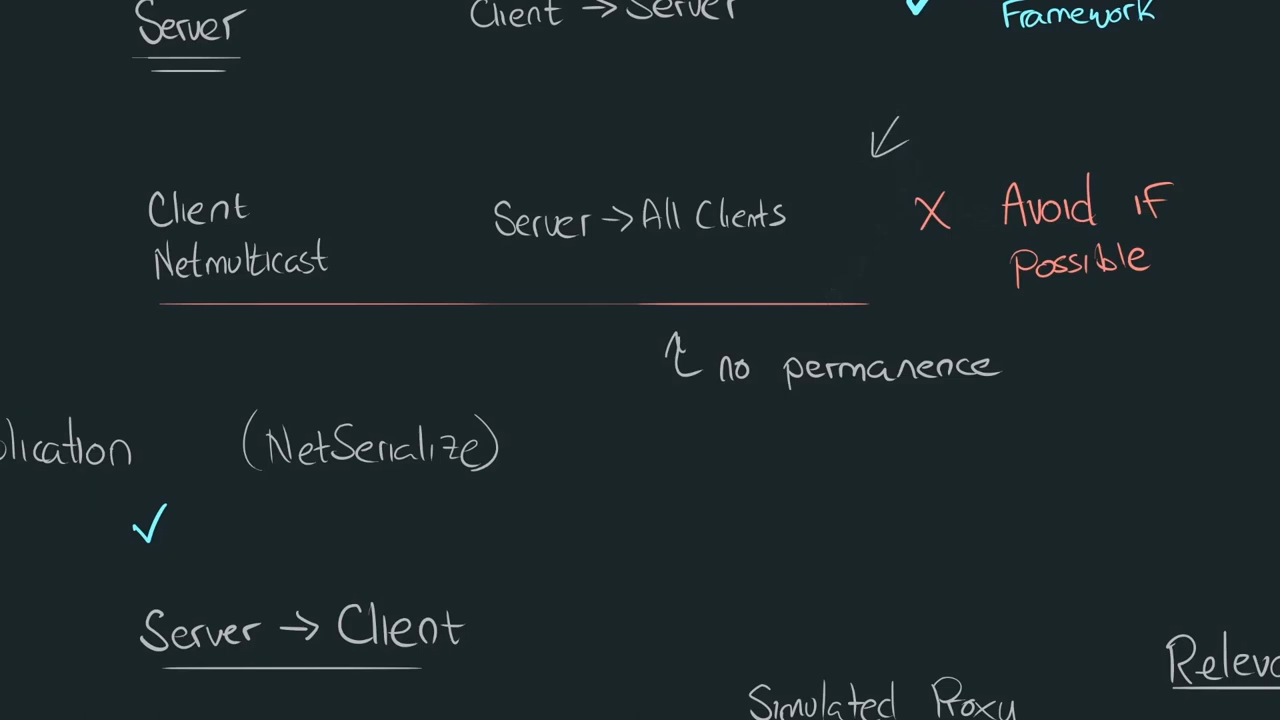 Server
Client → Server
✓
Framework
Client
Netmulticast
Server → All Clients
X Avoid if
possible
no permanence
plication (NetSerialize)
✓
Server → Client
Simulated Proxy
Releva